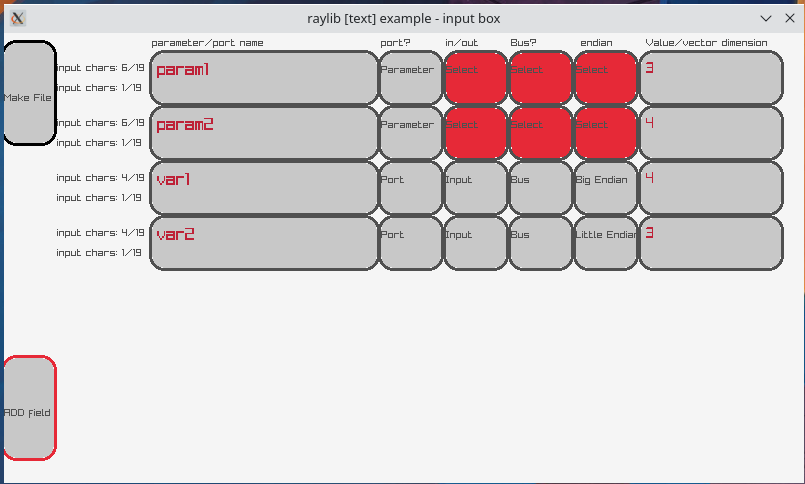 raylib [text] example - input box
parameter/port name port? in/out Bus? endian Value/vector dimension
input chars: 6/19 param1 Parameter Select Select Select 3
input chars: 1/19
Make File
input chars: 6/19 param2 Parameter Select Select Select 4
input chars: 1/19
input chars: 4/19 var1 Port Input Bus Big Endian 4
input chars: 1/19
input chars: 4/19 var2 Port Input Bus Little Endian 3
input chars: 1/19
ADD field